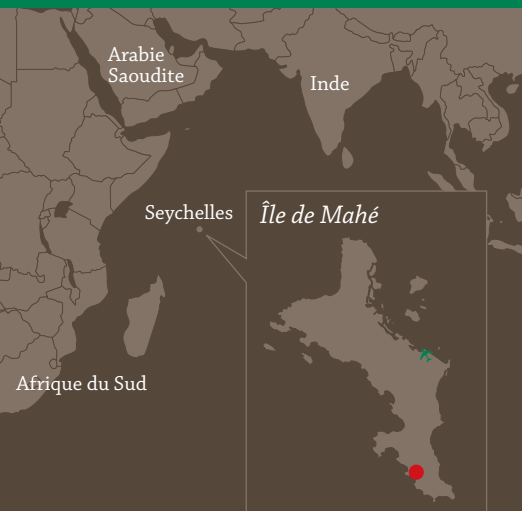 Arabie
Saoudite
Inde
Seychelles
Île de Mahé
Afrique du Sud